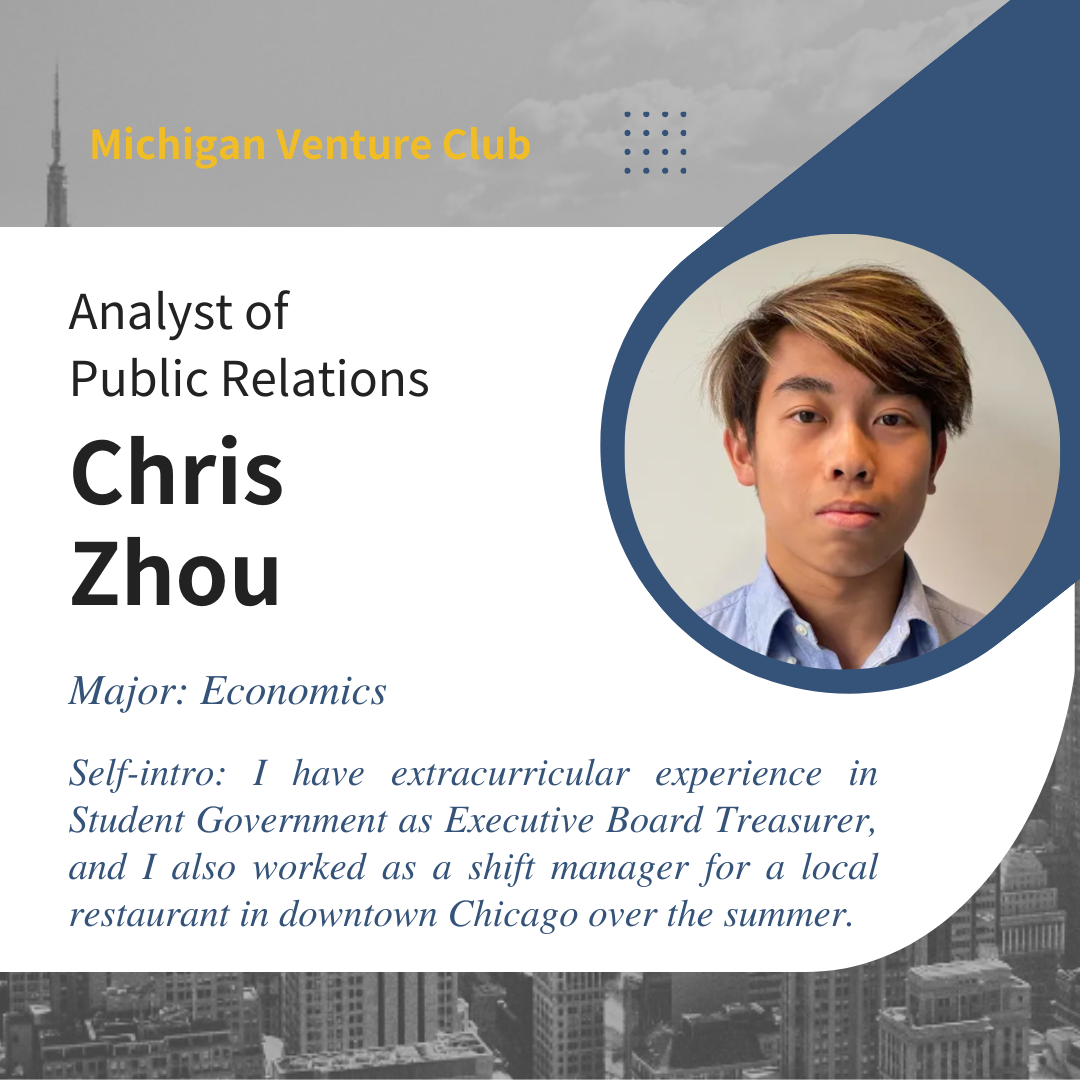 Michigan Venture Club
Analyst of
Public Relations
Chris
Zhou
Major: Economics
Self-intro: I have extracurricular experience in
Student Government as Executive Board Treasurer,
and I also worked as a shift manager for a local
restaurant in downtown Chicago over the summer.